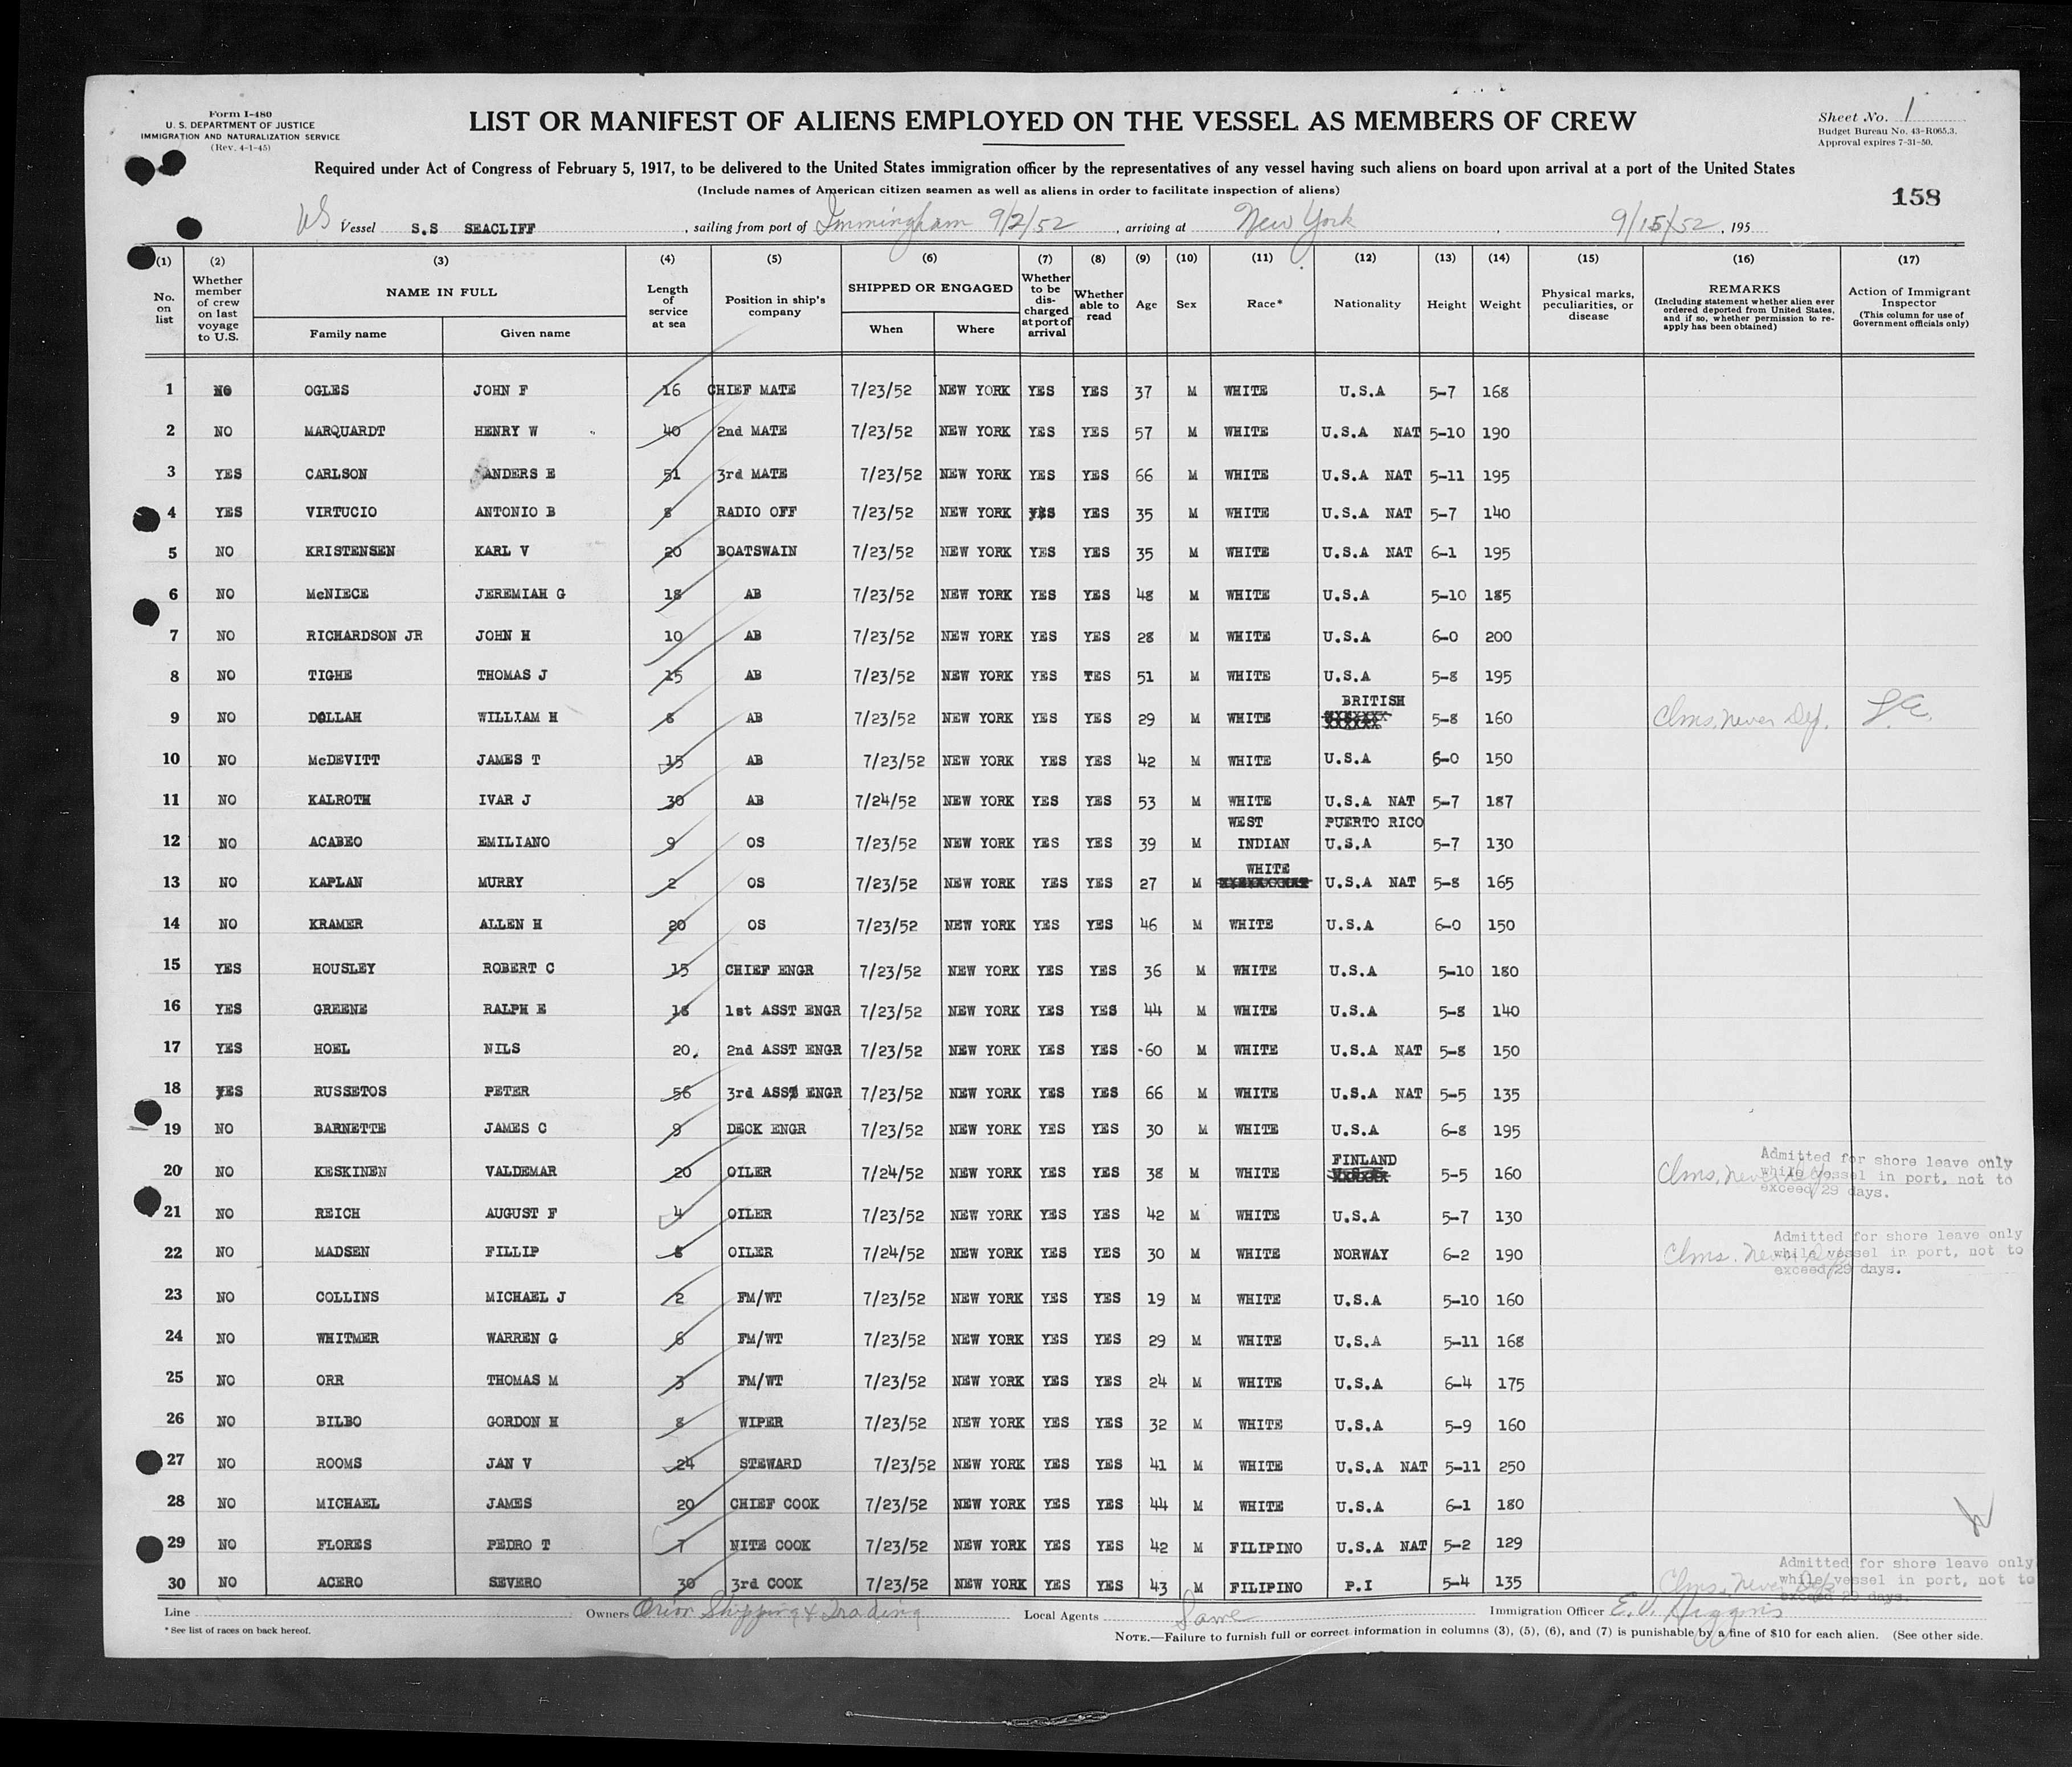 Form I-480
U. S. DEPARTMENT OF JUSTICE
IMMIGRATION AND NATURALIZATION SERVICE
(Rev. 4-1-45)
LIST OR MANIFEST OF ALIENS EMPLOYED ON THE VESSEL AS MEMBERS OF CREW
Sheet No. 1
Budget Bureau No. 43-R065.3.
Approval expires 7-31-50.
Required under Act of Congress of February 5, 1917, to be delivered to the United States immigration officer by the representatives of any vessel having such aliens on board upon arrival at a port of the United States
(Include names of American citizen seamen as well as aliens in order to facilitate inspection of aliens)
158
US Vessel S.S SEACLIFF, sailing from port of Immingham 9/2/52, arriving at New York, 9/15/52, 195
(1) No. on list
(2) Whether member of crew on last voyage to U.S.
(3) NAME IN FULL
Family name Given name
(4) Length of service at sea
(5) Position in ship's company
(6) SHIPPED OR ENGAGED
When Where
(7) Whether to be discharged at port of arrival
(8) Whether able to read
(9) Age
(10) Sex
(11) Race*
(12) Nationality
(13) Height
(14) Weight
(15) Physical marks, peculiarities, or disease
(16) REMARKS (Including statement whether alien ever ordered deported from United States, and if so, whether permission to re-apply has been obtained)
(17) Action of Immigrant Inspector (This column for use of Government officials only)
1 NO OGLES JOHN F 16 CHIEF MATE 7/23/52 NEW YORK YES YES 37 M WHITE U.S.A 5-7 168
2 NO MARQUARDT HENRY W 40 2nd MATE 7/23/52 NEW YORK YES YES 57 M WHITE U.S.A NAT 5-10 190
3 YES CARLSON ANDERS E 51 3rd MATE 7/23/52 NEW YORK YES YES 66 M WHITE U.S.A NAT 5-11 195
4 YES VIRTUCIO ANTONIO B 8 RADIO OFF 7/23/52 NEW YORK YES YES 35 M WHITE U.S.A NAT 5-7 140
5 NO KRISTENSEN KARL V 20 BOATSWAIN 7/23/52 NEW YORK YES YES 35 M WHITE U.S.A NAT 6-1 195
6 NO McNIECE JEREMIAH G 18 AB 7/23/52 NEW YORK YES YES 48 M WHITE U.S.A 5-10 185
7 NO RICHARDSON JR JOHN H 10 AB 7/23/52 NEW YORK YES YES 28 M WHITE U.S.A 6-0 200
8 NO TIGHE THOMAS J 15 AB 7/23/52 NEW YORK YES TES 51 M WHITE U.S.A 5-8 195
9 NO DOLLAH WILLIAM H 8 AB 7/23/52 NEW YORK YES YES 29 M WHITE BRITISH 5-8 160 Clms. never Dep.
10 NO McDEVITT JAMES T 15 AB 7/23/52 NEW YORK YES YES 42 M WHITE U.S.A 6-0 150
11 NO KALROTH IVAR J 30 AB 7/24/52 NEW YORK YES YES 53 M WHITE U.S.A NAT 5-7 187
12 NO ACABEO EMILIANO 9 OS 7/23/52 NEW YORK YES YES 39 M WEST INDIAN PUERTO RICO U.S.A 5-7 130
13 NO KAPLAN MURRY 2 OS 7/23/52 NEW YORK YES YES 27 M WHITE U.S.A NAT 5-8 165
14 NO KRAMER ALLEN H 20 OS 7/23/52 NEW YORK YES YES 46 M WHITE U.S.A 6-0 150
15 YES HOUSLEY ROBERT C 15 CHIEF ENGR 7/23/52 NEW YORK YES YES 36 M WHITE U.S.A 5-10 180
16 YES GREENE RALPH E 18 1st ASST ENGR 7/23/52 NEW YORK YES YES 44 M WHITE U.S.A 5-8 140
17 YES HOEL NILS 20. 2nd ASST ENGR 7/23/52 NEW YORK YES YES 60 M WHITE U.S.A NAT 5-8 150
18 YES RUSSETOS PETER 56 3rd ASST ENGR 7/23/52 NEW YORK YES YES 66 M WHITE U.S.A NAT 5-5 135
19 NO BARNETTE JAMES C 9 DECK ENGR 7/23/52 NEW YORK YES YES 30 M WHITE U.S.A 6-8 195
20 NO KESKINEN VALDEMAR 20 OILER 7/24/52 NEW YORK YES YES 38 M WHITE FINLAND 5-5 160 Clms. never Dep. Admitted for shore leave only while vessel in port, not to exceed 29 days.
21 NO REICH AUGUST F 4 OILER 7/23/52 NEW YORK YES YES 42 M WHITE U.S.A 5-7 130
22 NO MADSEN FILLIP 8 OILER 7/24/52 NEW YORK YES YES 30 M WHITE NORWAY 6-2 190 Clms. never Dep. Admitted for shore leave only while vessel in port, not to exceed 29 days.
23 NO COLLINS MICHAEL J 2 FM/WT 7/23/52 NEW YORK YES YES 19 M WHITE U.S.A 5-10 160
24 NO WHITMER WARREN G 6 FM/WT 7/23/52 NEW YORK YES YES 29 M WHITE U.S.A 5-11 168
25 NO ORR THOMAS M 3 FM/WT 7/23/52 NEW YORK YES YES 24 M WHITE U.S.A 6-4 175
26 NO BILBO GORDON H 8 WIPER 7/23/52 NEW YORK YES YES 32 M WHITE U.S.A 5-9 160
27 NO ROOMS JAN V 24 STEWARD 7/23/52 NEW YORK YES YES 41 M WHITE U.S.A NAT 5-11 250
28 NO MICHAEL JAMES 20 CHIEF COOK 7/23/52 NEW YORK YES YES 44 M WHITE U.S.A 6-1 180
29 NO FLORES PEDRO T 7 NITE COOK 7/23/52 NEW YORK YES YES 42 M FILIPINO U.S.A NAT 5-2 129
30 NO ACERO SEVERO 30 3rd COOK 7/23/52 NEW YORK YES YES 43 M FILIPINO P.I 5-4 135 Clms. never Dep. Admitted for shore leave only while vessel in port, not to exceed 29 days.
Line Owners Orion Shipping & Trading Local Agents Same Immigration Officer E. V. Higgins
* See list of races on back hereof.
NOTE.—Failure to furnish full or correct information in columns (3), (5), (6), and (7) is punishable by a fine of $10 for each alien. (See other side.